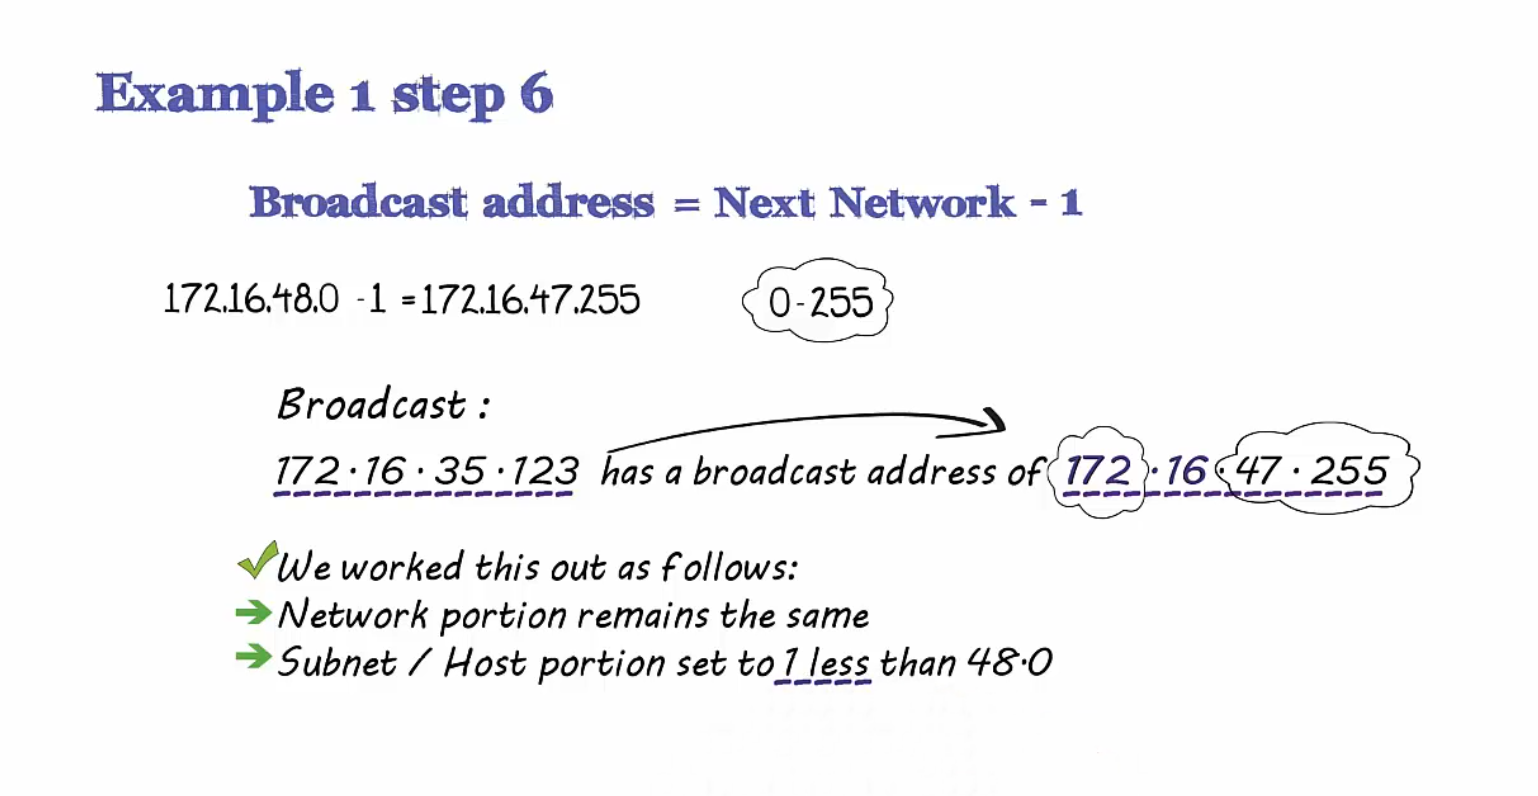 Example 1 step 6
Broadcast address = Next Network - 1
172.16.48.0 -1 =172.16.47.255
0-255
Broadcast :
172·16·35·123 has a broadcast address of 172·16·47·255
We worked this out as follows:
Network portion remains the same
Subnet / Host portion set to 1 less than 48·0